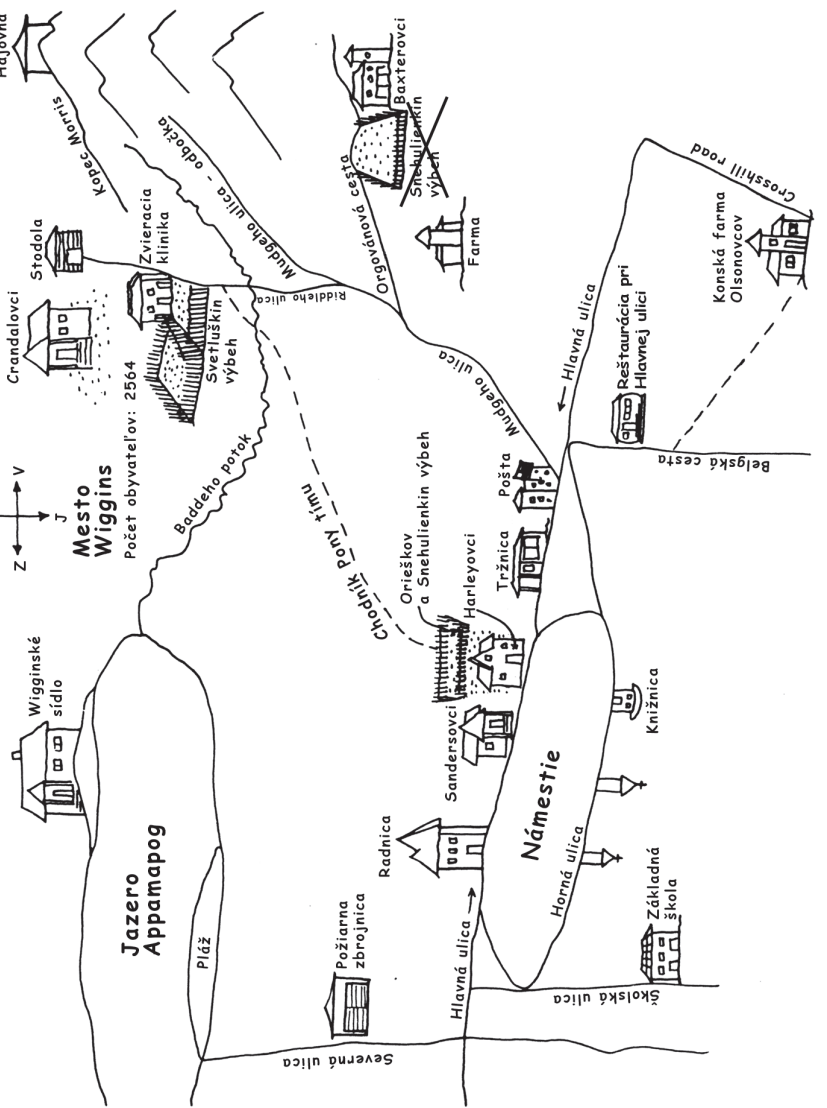 Hájovňa
Kopec Morris
Stodola
Crandalovci
Zvieracia
klinika
Svetluškin
výbeh
Riddleho ulica
Mudgeho ulica - odbočka
Orgovánová cesta
Baxterovci
Snehulienkin
výbeh
Farma
Z
V
J
Mesto
Wiggins
Počet obyvateľov: 2564
Baddeho potok
Chodník Pony tímu
Mudgeho ulica
Wigginské
sídlo
Jazero
Appamapog
Pláž
Orieškov
a Snehulienkin výbeh
Harleyovci
Sandersovci
Radnica
Tržnica
Pošta
Hlavná ulica
Reštaurácia pri
Hlavnej ulici
Crosshill road
Konská farma
Olsonovcov
Belgská cesta
Námestie
Horná ulica
Knižnica
Základná
škola
Školská ulica
Hlavná ulica
Požiarna
zbrojnica
Severná ulica